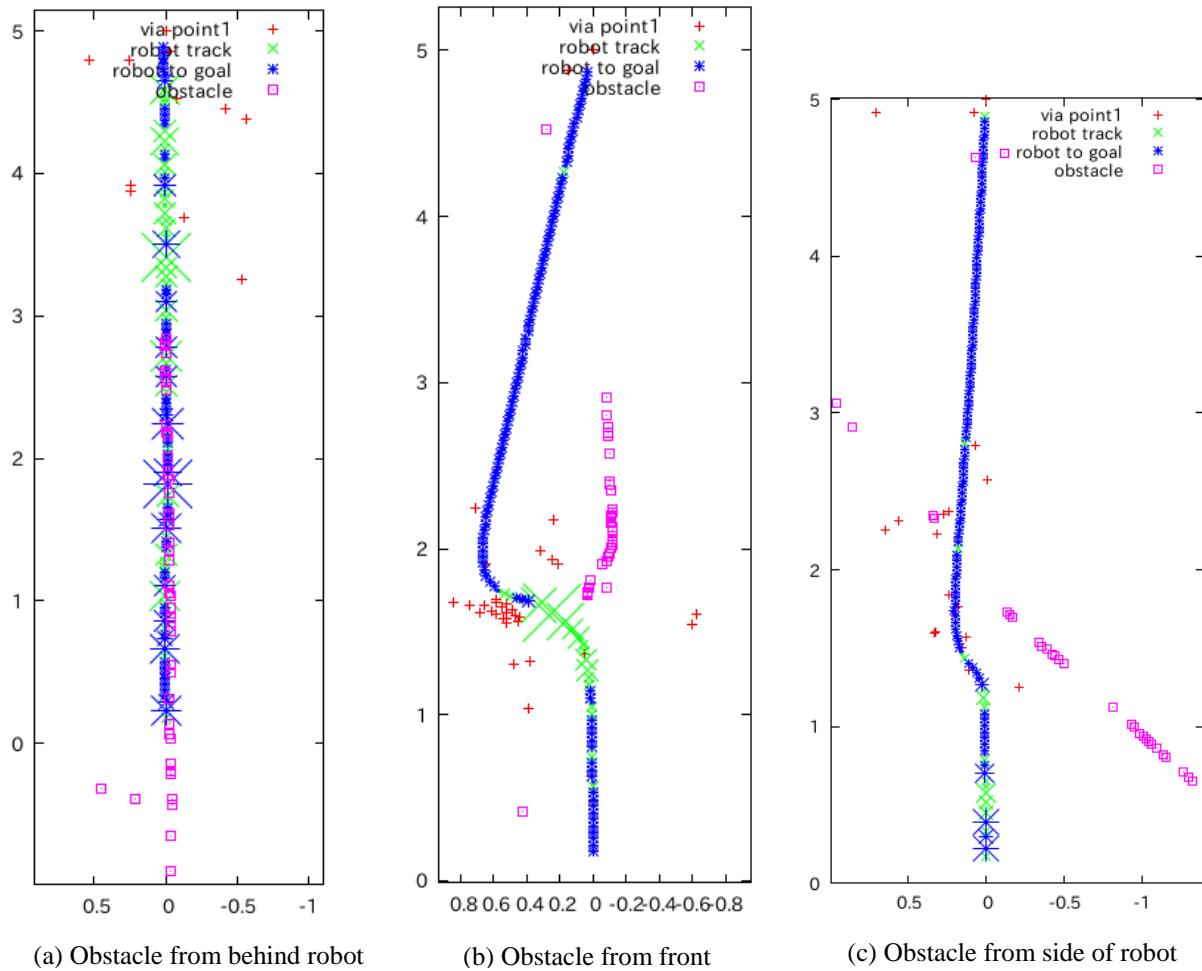 via point1
robot track
robot to goal
obstacle
5
4
3
2
1
0
0.5 0 -0.5 -1
(a) Obstacle from behind robot
via point1
robot track
robot to goal
obstacle
5
4
3
2
1
0
0.8 0.6 0.4 0.2 0 -0.2 -0.4 -0.6 -0.8
(b) Obstacle from front
via point1
robot track
robot to goal
obstacle
5
4
3
2
1
0
0.5 0 -0.5 -1
(c) Obstacle from side of robot